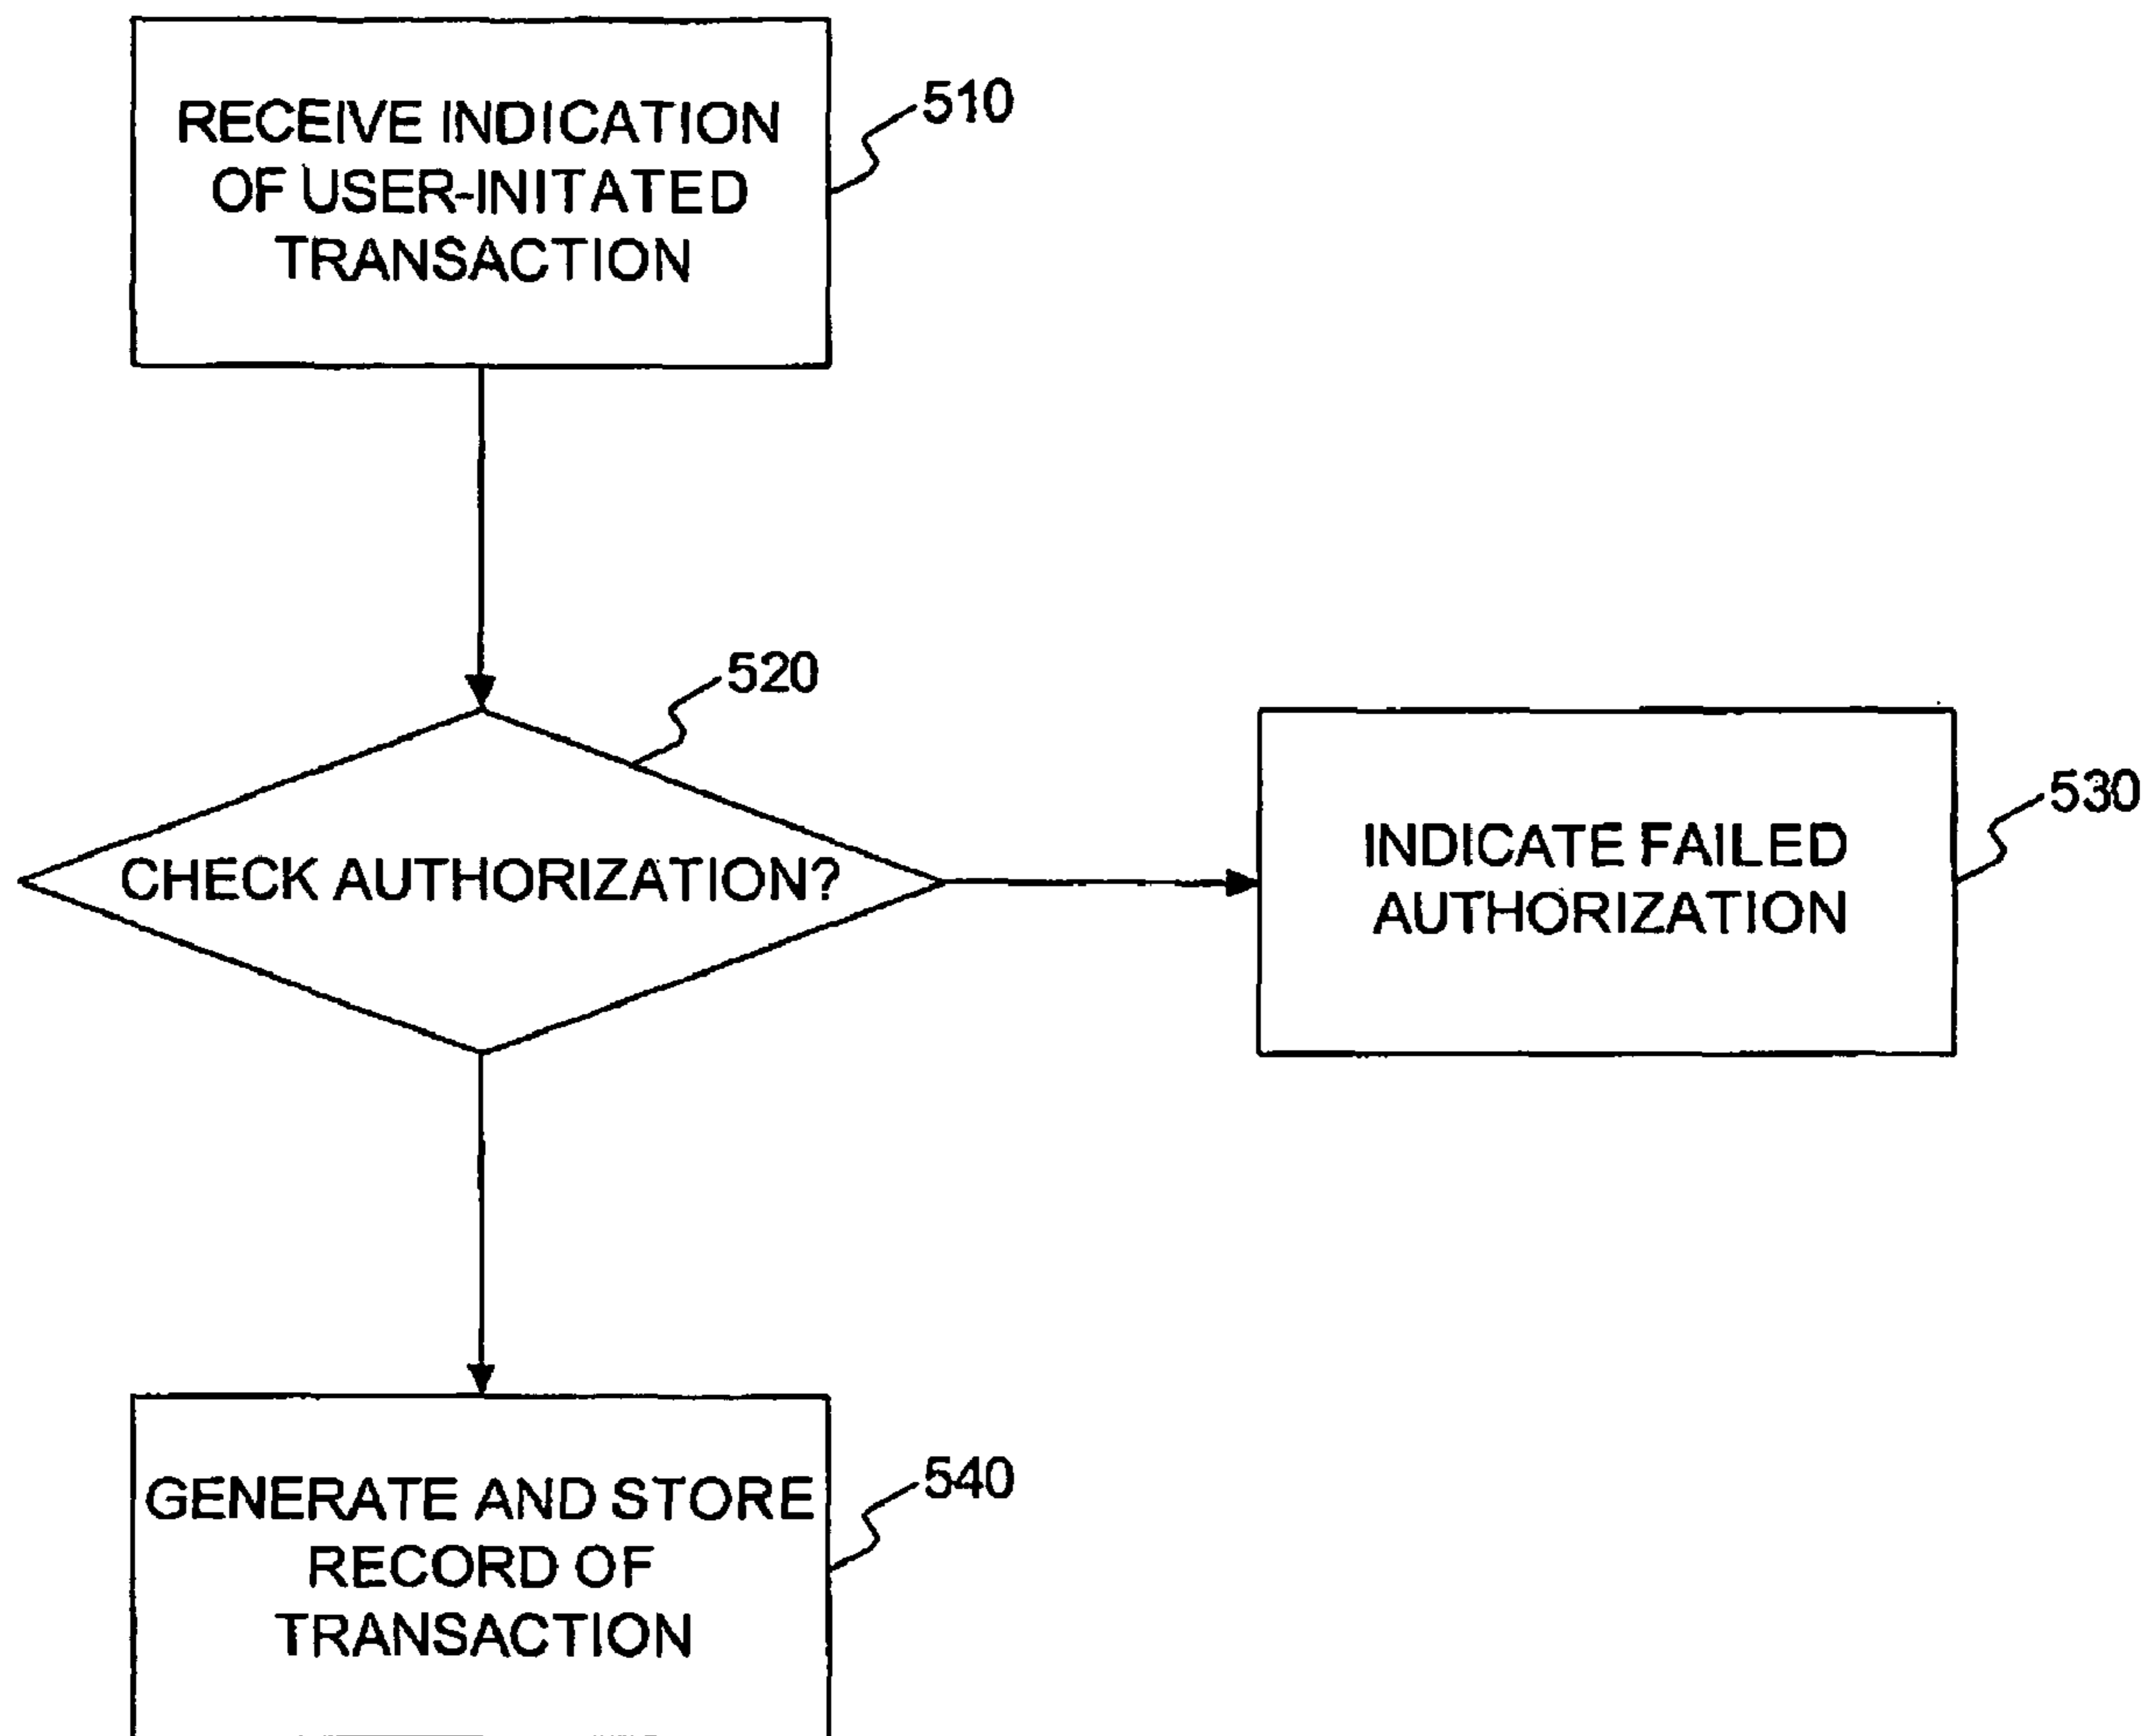 RECEIVE INDICATION
OF USER-INITATED
TRANSACTION
510
520
CHECK AUTHORIZATION?
530
INDICATE FAILED
AUTHORIZATION
540
GENERATE AND STORE
RECORD OF
TRANSACTION